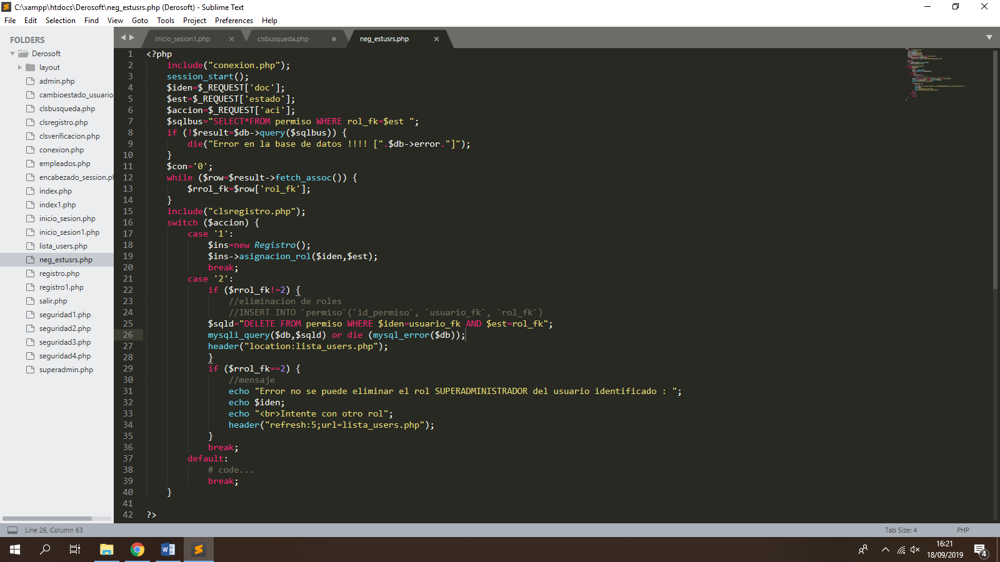 C:\xampp\htdocs\Derosoft\neg_estusrs.php (Derosoft) - Sublime Text
File Edit Selection Find View Goto Tools Project Preferences Help
FOLDERS
Derosoft
layout
admin.php
cambioestado_usuario
clsbusqueda.php
clsregistro.php
clsverificacion.php
conexion.php
empleados.php
encabezado_session.ph
index.php
index1.php
inicio_sesion.php
inicio_sesion1.php
lista_users.php
neg_estusrs.php
registro.php
registro1.php
salir.php
seguridad1.php
seguridad2.php
seguridad3.php
seguridad4.php
superadmin.php
inicio_sesion1.php clsbusqueda.php neg_estusrs.php
1 <?php
2 include("conexion.php");
3 session_start();
4 $iden=$_REQUEST['doc'];
5 $est=$_REQUEST['estado'];
6 $accion=$_REQUEST['aci'];
7 $sqlbus="SELECT*FROM permiso WHERE rol_fk=$est ";
8 if (!$result=$db->query($sqlbus)) {
9 die("Error en la base de datos !!!! [".$db->error."]");
10 }
11 $con='0';
12 while ($row=$result->fetch_assoc()) {
13 $rrol_fk=$row['rol_fk'];
14 }
15 include("clsregistro.php");
16 switch ($accion) {
17 case '1':
18 $ins=new Registro();
19 $ins->asignacion_rol($iden,$est);
20 break;
21 case '2':
22 if ($rrol_fk!=2) {
23 //eliminacion de roles
24 //INSERT INTO `permiso`(`id_permiso`, `usuario_fk`, `rol_fk`)
25 $sqld="DELETE FROM permiso WHERE $iden=usuario_fk AND $est=rol_fk";
26 mysqli_query($db,$sqld) or die (mysql_error($db));
27 header("location:lista_users.php");
28 }
29 if ($rrol_fk==2) {
30 //mensaje
31 echo "Error no se puede eliminar el rol SUPERADMINISTRADOR del usuario identificado : ";
32 echo $iden;
33 echo "<br>Intente con otro rol";
34 header("refresh:5;url=lista_users.php");
35 }
36 break;
37 default:
38 # code...
39 break;
40 }
41
42 ?>
Line 26, Column 63 Tab Size: 4 PHP
16:21
18/09/2019
4